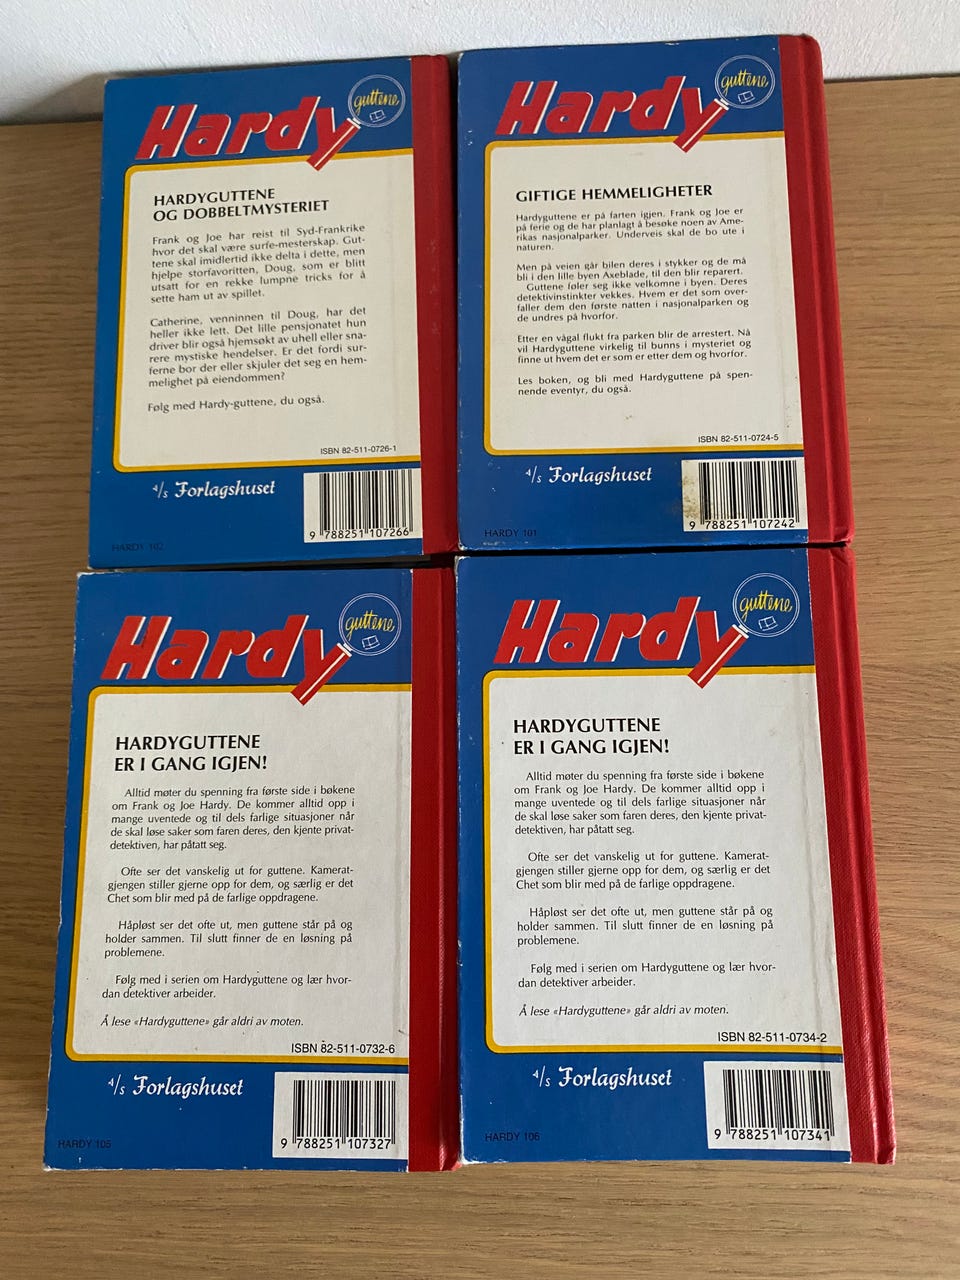 Hardy
guttene
HARDYGUTTENE
OG DOBBELTMYSTERIET
Frank og Joe har reist til Syd-Frankrike
hvor det skal være surfe-mesterskap. Gut-
tene skal imidlertid ikke delta i dette, men
hjelpe storfavoritten, Doug, som er blitt
utsatt for en rekke lumpne tricks for å
sette ham ut av spillet.
Catherine, venninnen til Doug, har det
heller ikke lett. Det lille pensjonatet hun
driver blir også hjemsøkt av uhell eller sna-
rere mystiske hendelser. Er det fordi sur-
ferne bor der eller skjuler det seg en hem-
melighet på eiendommen?
Følg med Hardy-guttene, du også.
ISBN 82-511-0726-1
A/S Forlagshuset
9 788251 107266
HARDY 102
Hardy
guttene
GIFTIGE HEMMELIGHETER
Hardyguttene er på farten igjen. Frank og Joe er
på ferie og de har planlagt å besøke noen av Ame-
rikas nasjonalparker. Underveis skal de bo ute i
naturen.
Men på veien går bilen deres i stykker og de må
bli i den lille byen Axeblade, til den blir reparert.
Guttene føler seg ikke velkomne i byen. Deres
detektivinstinkter vekkes. Hvem er det som over-
faller dem den første natten i nasjonalparken og
de undres på hvorfor.
Etter en vågal flukt fra parken blir de arrestert. Nå
vil Hardyguttene virkelig til bunns i mysteriet og
finne ut hvem det er som er etter dem og hvorfor.
Les boken, og bli med Hardyguttene på spen-
nende eventyr, du også.
ISBN 82-511-0724-5
A/S Forlagshuset
9 788251 107242
HARDY 101
Hardy
guttene
HARDYGUTTENE
ER I GANG IGJEN!
Alltid møter du spenning fra første side i bøkene
om Frank og Joe Hardy. De kommer alltid opp i
mange uventede og til dels farlige situasjoner når
de skal løse saker som faren deres, den kjente privat-
detektiven, har påtatt seg.
Ofte ser det vanskelig ut for guttene. Kamerat-
gjengen stiller gjerne opp for dem, og særlig er det
Chet som blir med på de farlige oppdragene.
Håpløst ser det ofte ut, men guttene står på og
holder sammen. Til slutt finner de en løsning på
problemene.
Følg med i serien om Hardyguttene og lær hvor-
dan detektiver arbeider.
Å lese «Hardyguttene» går aldri av moten.
ISBN 82-511-0732-6
A/S Forlagshuset
9 788251 107327
HARDY 105
Hardy
guttene
HARDYGUTTENE
ER I GANG IGJEN!
Alltid møter du spenning fra første side i bøkene
om Frank og Joe Hardy. De kommer alltid opp i
mange uventede og til dels farlige situasjoner når
de skal løse saker som faren deres, den kjente privat-
detektiven, har påtatt seg.
Ofte ser det vanskelig ut for guttene. Kamerat-
gjengen stiller gjerne opp for dem, og særlig er det
Chet som blir med på de farlige oppdragene.
Håpløst ser det ofte ut, men guttene står på og
holder sammen. Til slutt finner de en løsning på
problemene.
Følg med i serien om Hardyguttene og lær hvor-
dan detektiver arbeider.
Å lese «Hardyguttene» går aldri av moten.
ISBN 82-511-0734-2
A/S Forlagshuset
9 788251 107341
HARDY 106